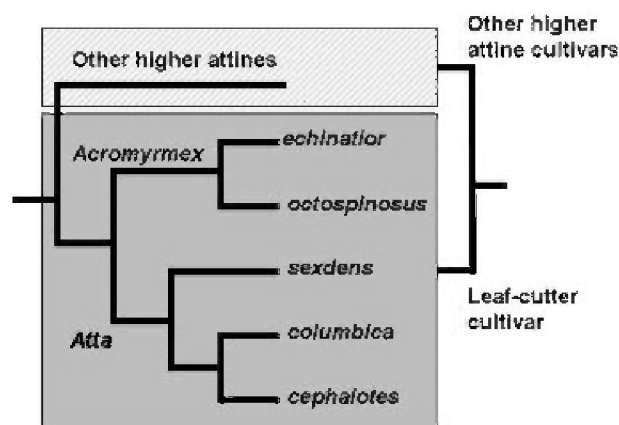 Other higher
attine cultivars
Other higher attines
Acromyrmex
echinatior
octospinosus
sexdens
Leaf-cutter
cultivar
Atta
columbica
cephalotes